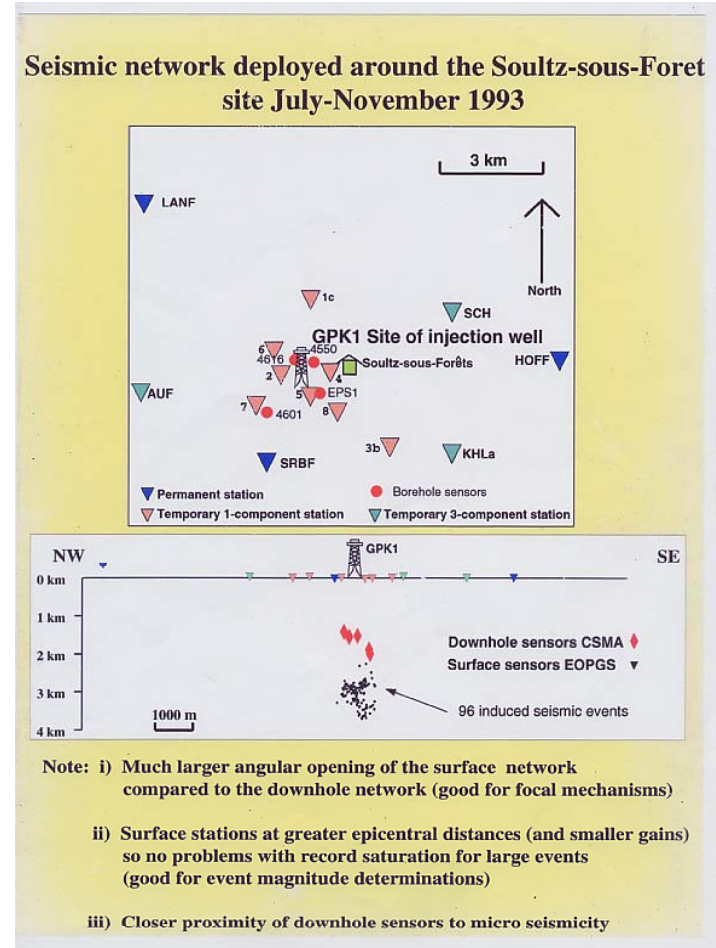 Seismic network deployed around the Soultz-sous-Foret
site July-November 1993
3 km
LANF
North
1c
SCH
GPK1 Site of injection well
6
4616
4550
Soultz-sous-Forêts
HOFF
2
4
AUF
5
EPS1
7
4601
8
3b
KHLa
SRBF
Permanent station
Borehole sensors
Temporary 1-component station
Temporary 3-component station
NW
GPK1
SE
0 km
1 km
2 km
3 km
4 km
Downhole sensors CSMA
Surface sensors EOPGS
96 induced seismic events
1000 m
Note: i) Much larger angular opening of the surface network
compared to the downhole network (good for focal mechanisms)
ii) Surface stations at greater epicentral distances (and smaller gains)
so no problems with record saturation for large events
(good for event magnitude determinations)
iii) Closer proximity of downhole sensors to micro seismicity